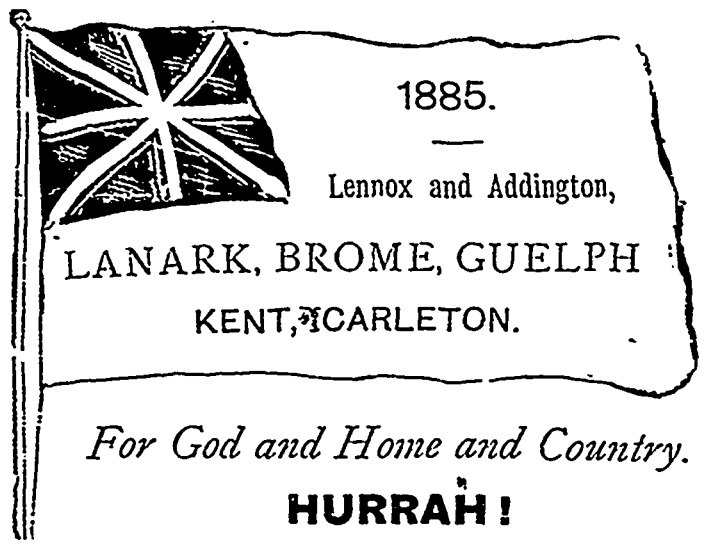 1885.
Lennox and Addington,
LANARK, BROME, GUELPH
KENT, CARLETON.
For God and Home and Country.
HURRAH!